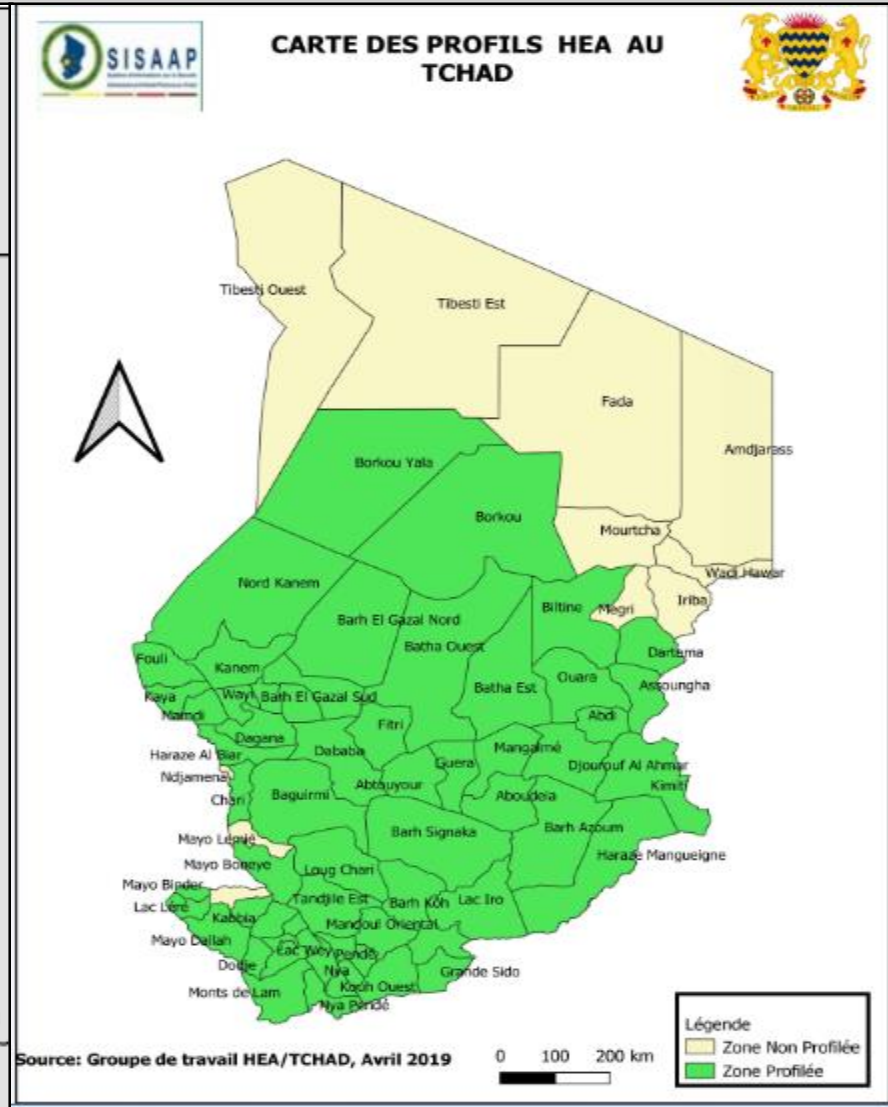 SISAAP
CARTE DES PROFILS HEA AU
TCHAD
Tibesti Ouest
Tibesti Est
Fada
Amdjarass
Borkou Yala
Borkou
Mourtcha
Wadi Hawar
Nord Kanem
Biltine
Megri
Iriba
Barh El Gazal Nord
Batha Ouest
Dartama
Fouli
Kanem
Ouara
Assoungha
Kaya
Wayi
Barh El Gazal Sud
Batha Est
Mamdi
Abdi
Fitri
Dagana
Dababa
Mangalmé
Haraze Al Biar
Guera
Djourouf Al Ahmar
Ndjamena
Abtouyour
Kimiti
Chari
Baguirmi
Aboudeia
Barh Signaka
Barh Azoum
Mayo Lémié
Haraze Mangueigne
Mayo Boneye
Loug Chari
Mayo Binder
Tandjile Est
Barh Köh
Lac Iro
Lac Léré
Kabbia
Mandoul Oriental
Mayo Dallah
Lac Wey
Pendé
Dodje
Nya
Grande Sido
Monts de Lam
Kouh Ouest
Nya Pendé
Légende
Zone Non Profilée
Zone Profilée
Source: Groupe de travail HEA/TCHAD, Avril 2019
0 100 200 km